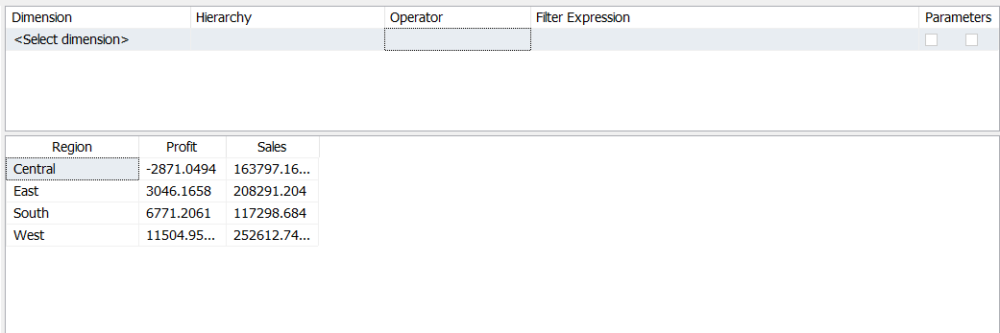 Dimension Hierarchy Operator Filter Expression Parameters
<Select dimension>
Region Profit Sales
Central -2871.0494 163797.16...
East 3046.1658 208291.204
South 6771.2061 117298.684
West 11504.95... 252612.74...